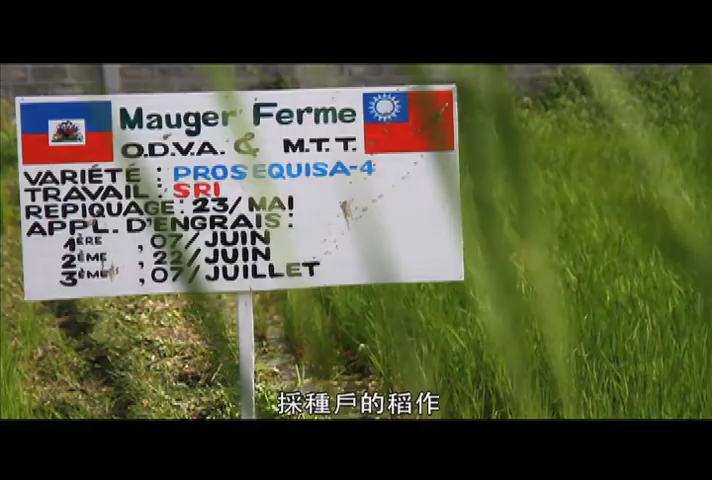 Mauger Ferme
O.D.V.A. & M.T.T.
VARIÉTÉ : PROSEQUISA-4
TRAVAIL : SRI
REPIQUAGE : 23/MAI
APPL. D'ENGRAIS :
1ÈRE , 07/JUIN
2ÈME , 22/JUIN
3ÈME , 07/JUILLET
採種戶的稻作